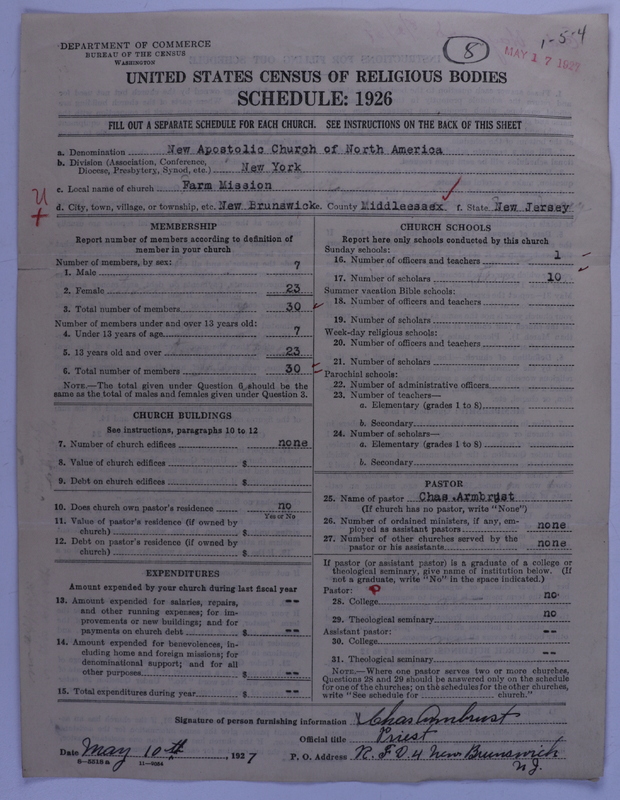 DEPARTMENT OF COMMERCE
BUREAU OF THE CENSUS
WASHINGTON
8
1-5-4
MAY 17 1927
UNITED STATES CENSUS OF RELIGIOUS BODIES
SCHEDULE: 1926
FILL OUT A SEPARATE SCHEDULE FOR EACH CHURCH. SEE INSTRUCTIONS ON THE BACK OF THIS SHEET
a. Denomination New Apostolic Church of North America
b. Division (Association, Conference, Diocese, Presbytery, Synod, etc.) New York
c. Local name of church Farm Mission
d. City, town, village, or township, etc. New Brunswick e. County Middleesaex f. State New Jersey
MEMBERSHIP
Report number of members according to definition of
member in your church
Number of members, by sex:
1. Male 7
2. Female 23
3. Total number of members 30
Number of members under and over 13 years old:
4. Under 13 years of age 7
5. 13 years old and over 23
6. Total number of members 30
NOTE.—The total given under Question 6 should be the
same as the total of males and females given under Question 3.
CHURCH BUILDINGS
See instructions, paragraphs 10 to 12
7. Number of church edifices none
8. Value of church edifices $
9. Debt on church edifices $
10. Does church own pastor's residence no
Yes or No
11. Value of pastor's residence (if owned by
church) $
12. Debt on pastor's residence (if owned by
church) $
EXPENDITURES
Amount expended by your church during last fiscal year
13. Amount expended for salaries, repairs, --
and other running expenses; for im-
provements or new buildings; and for
payments on church debt $ --
14. Amount expended for benevolences, in-
cluding home and foreign missions; for
denominational support; and for all
other purposes $ --
15. Total expenditures during year $ --
CHURCH SCHOOLS
Report here only schools conducted by this church
Sunday schools:
16. Number of officers and teachers 1
17. Number of scholars 10
Summer vacation Bible schools:
18. Number of officers and teachers
19. Number of scholars
Week-day religious schools:
20. Number of officers and teachers
21. Number of scholars
Parochial schools:
22. Number of administrative officers
23. Number of teachers—
a. Elementary (grades 1 to 8)
b. Secondary
24. Number of scholars—
a. Elementary (grades 1 to 8)
b. Secondary
PASTOR
25. Name of pastor Chas. Armbrust
(If church has no pastor, write "None")
26. Number of ordained ministers, if any, em-
ployed as assistant pastors none
27. Number of other churches served by the
pastor or his assistants none
If pastor (or assistant pastor) is a graduate of a college or
theological seminary, give name of institution below. (If
not a graduate, write "No" in the space indicated.)
Pastor:
28. College no
29. Theological seminary no
Assistant pastor: --
30. College
31. Theological seminary --
NOTE.—Where one pastor serves two or more churches,
Questions 28 and 29 should be answered only on the schedule
for one of the churches; on the schedules for the other churches,
write "See schedule for church."
Signature of person furnishing information Chas Armbrust
Official title Priest
Date May 10th, 1927 P. O. Address R. F. D. 4 New Brunswick
N. J.
6-5518a 11-9054